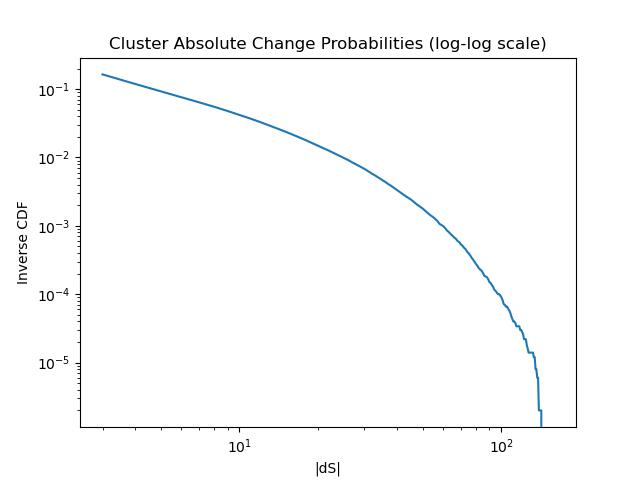 Cluster Absolute Change Probabilities (log-log scale)
10⁻¹
10⁻²
10⁻³
10⁻⁴
10⁻⁵
Inverse CDF
10¹
10²
|dS|